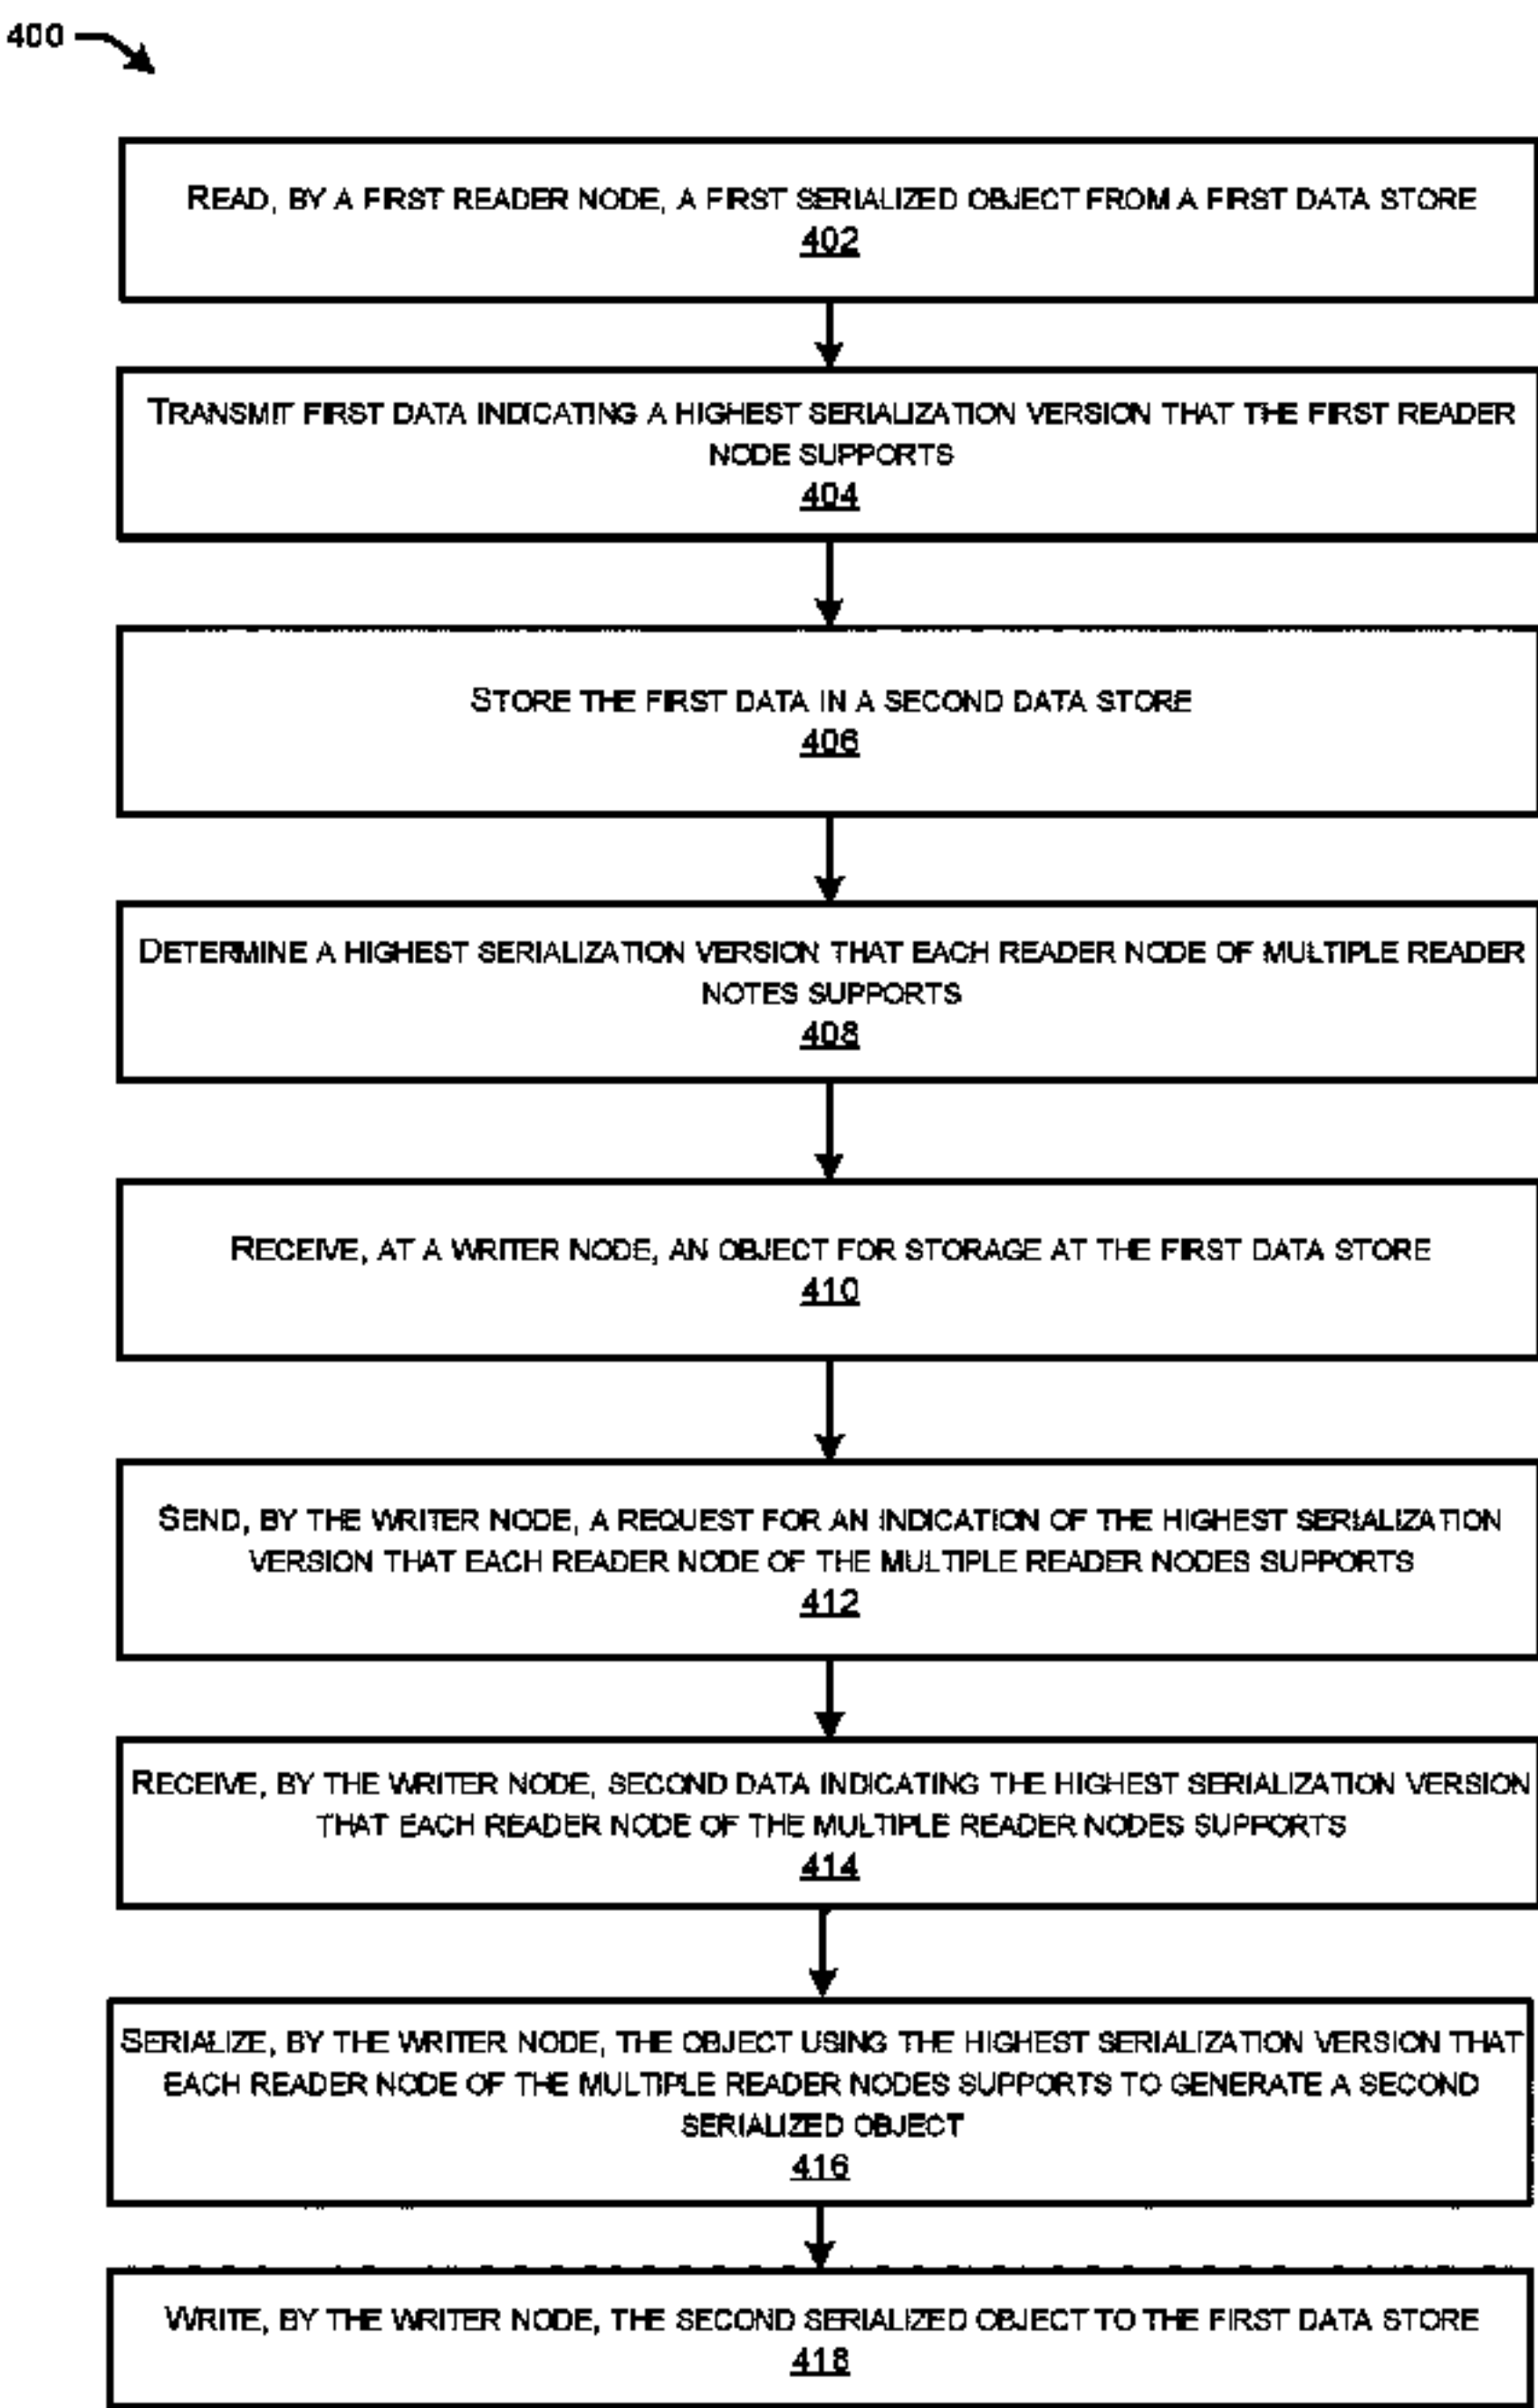 400
READ, BY A FIRST READER NODE, A FIRST SERIALIZED OBJECT FROM A FIRST DATA STORE
402
TRANSMIT FIRST DATA INDICATING A HIGHEST SERIALIZATION VERSION THAT THE FIRST READER
NODE SUPPORTS
404
STORE THE FIRST DATA IN A SECOND DATA STORE
406
DETERMINE A HIGHEST SERIALIZATION VERSION THAT EACH READER NODE OF MULTIPLE READER
NOTES SUPPORTS
408
RECEIVE, AT A WRITER NODE, AN OBJECT FOR STORAGE AT THE FIRST DATA STORE
410
SEND, BY THE WRITER NODE, A REQUEST FOR AN INDICATION OF THE HIGHEST SERIALIZATION
VERSION THAT EACH READER NODE OF THE MULTIPLE READER NODES SUPPORTS
412
RECEIVE, BY THE WRITER NODE, SECOND DATA INDICATING THE HIGHEST SERIALIZATION VERSION
THAT EACH READER NODE OF THE MULTIPLE READER NODES SUPPORTS
414
SERIALIZE, BY THE WRITER NODE, THE OBJECT USING THE HIGHEST SERIALIZATION VERSION THAT
EACH READER NODE OF THE MULTIPLE READER NODES SUPPORTS TO GENERATE A SECOND
SERIALIZED OBJECT
416
WRITE, BY THE WRITER NODE, THE SECOND SERIALIZED OBJECT TO THE FIRST DATA STORE
418